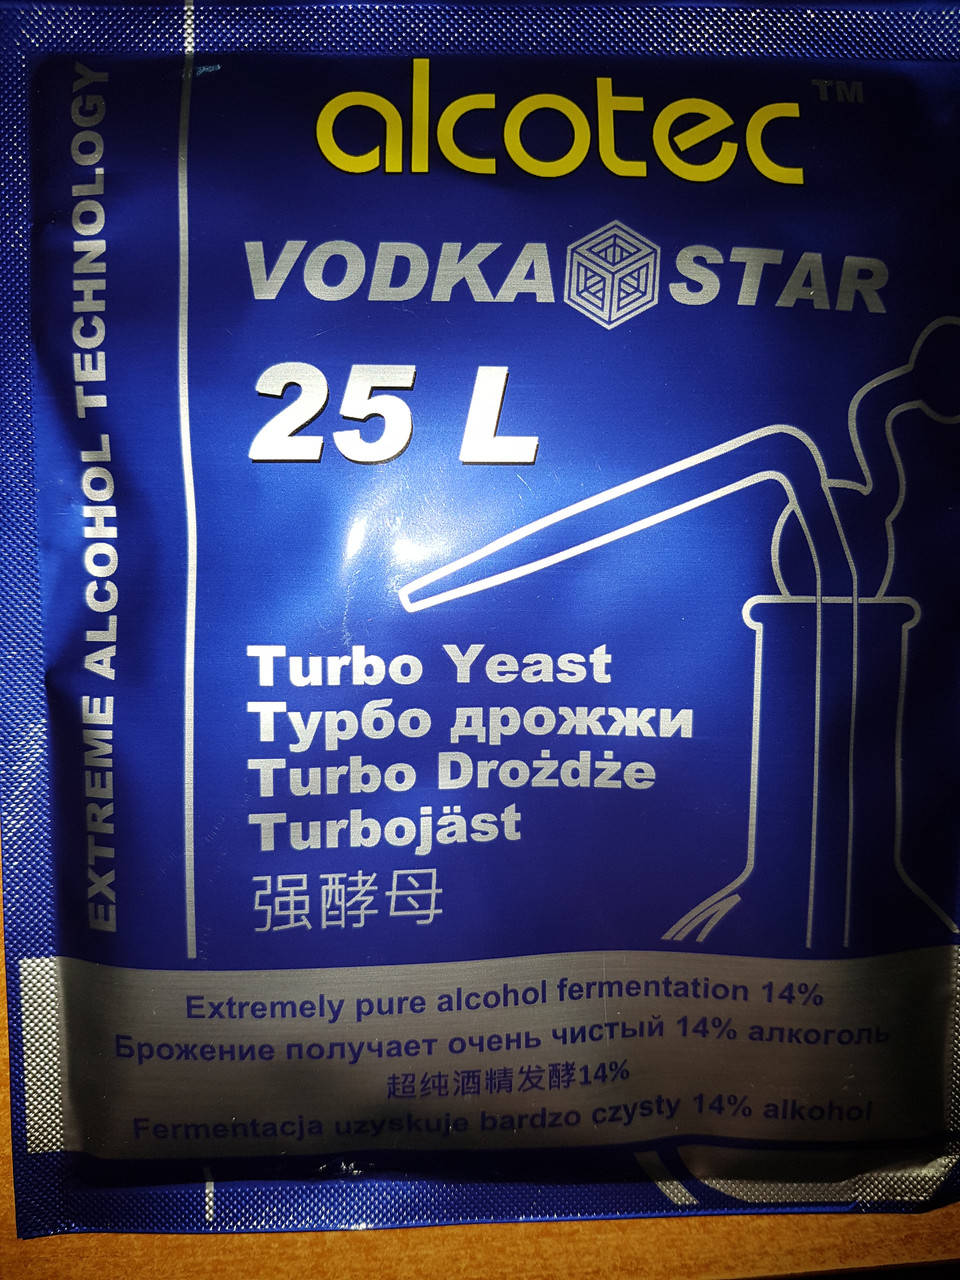 alcotec™
VODKA STAR
25 L
EXTREME ALCOHOL TECHNOLOGY
Turbo Yeast
Турбо дрожжи
Turbo Drożdże
Turbojäst
强酵母
Extremely pure alcohol fermentation 14%
Брожение получает очень чистый 14% алкоголь
超纯酒精发酵14%
Fermentacja uzyskuje bardzo czysty 14% alkohol